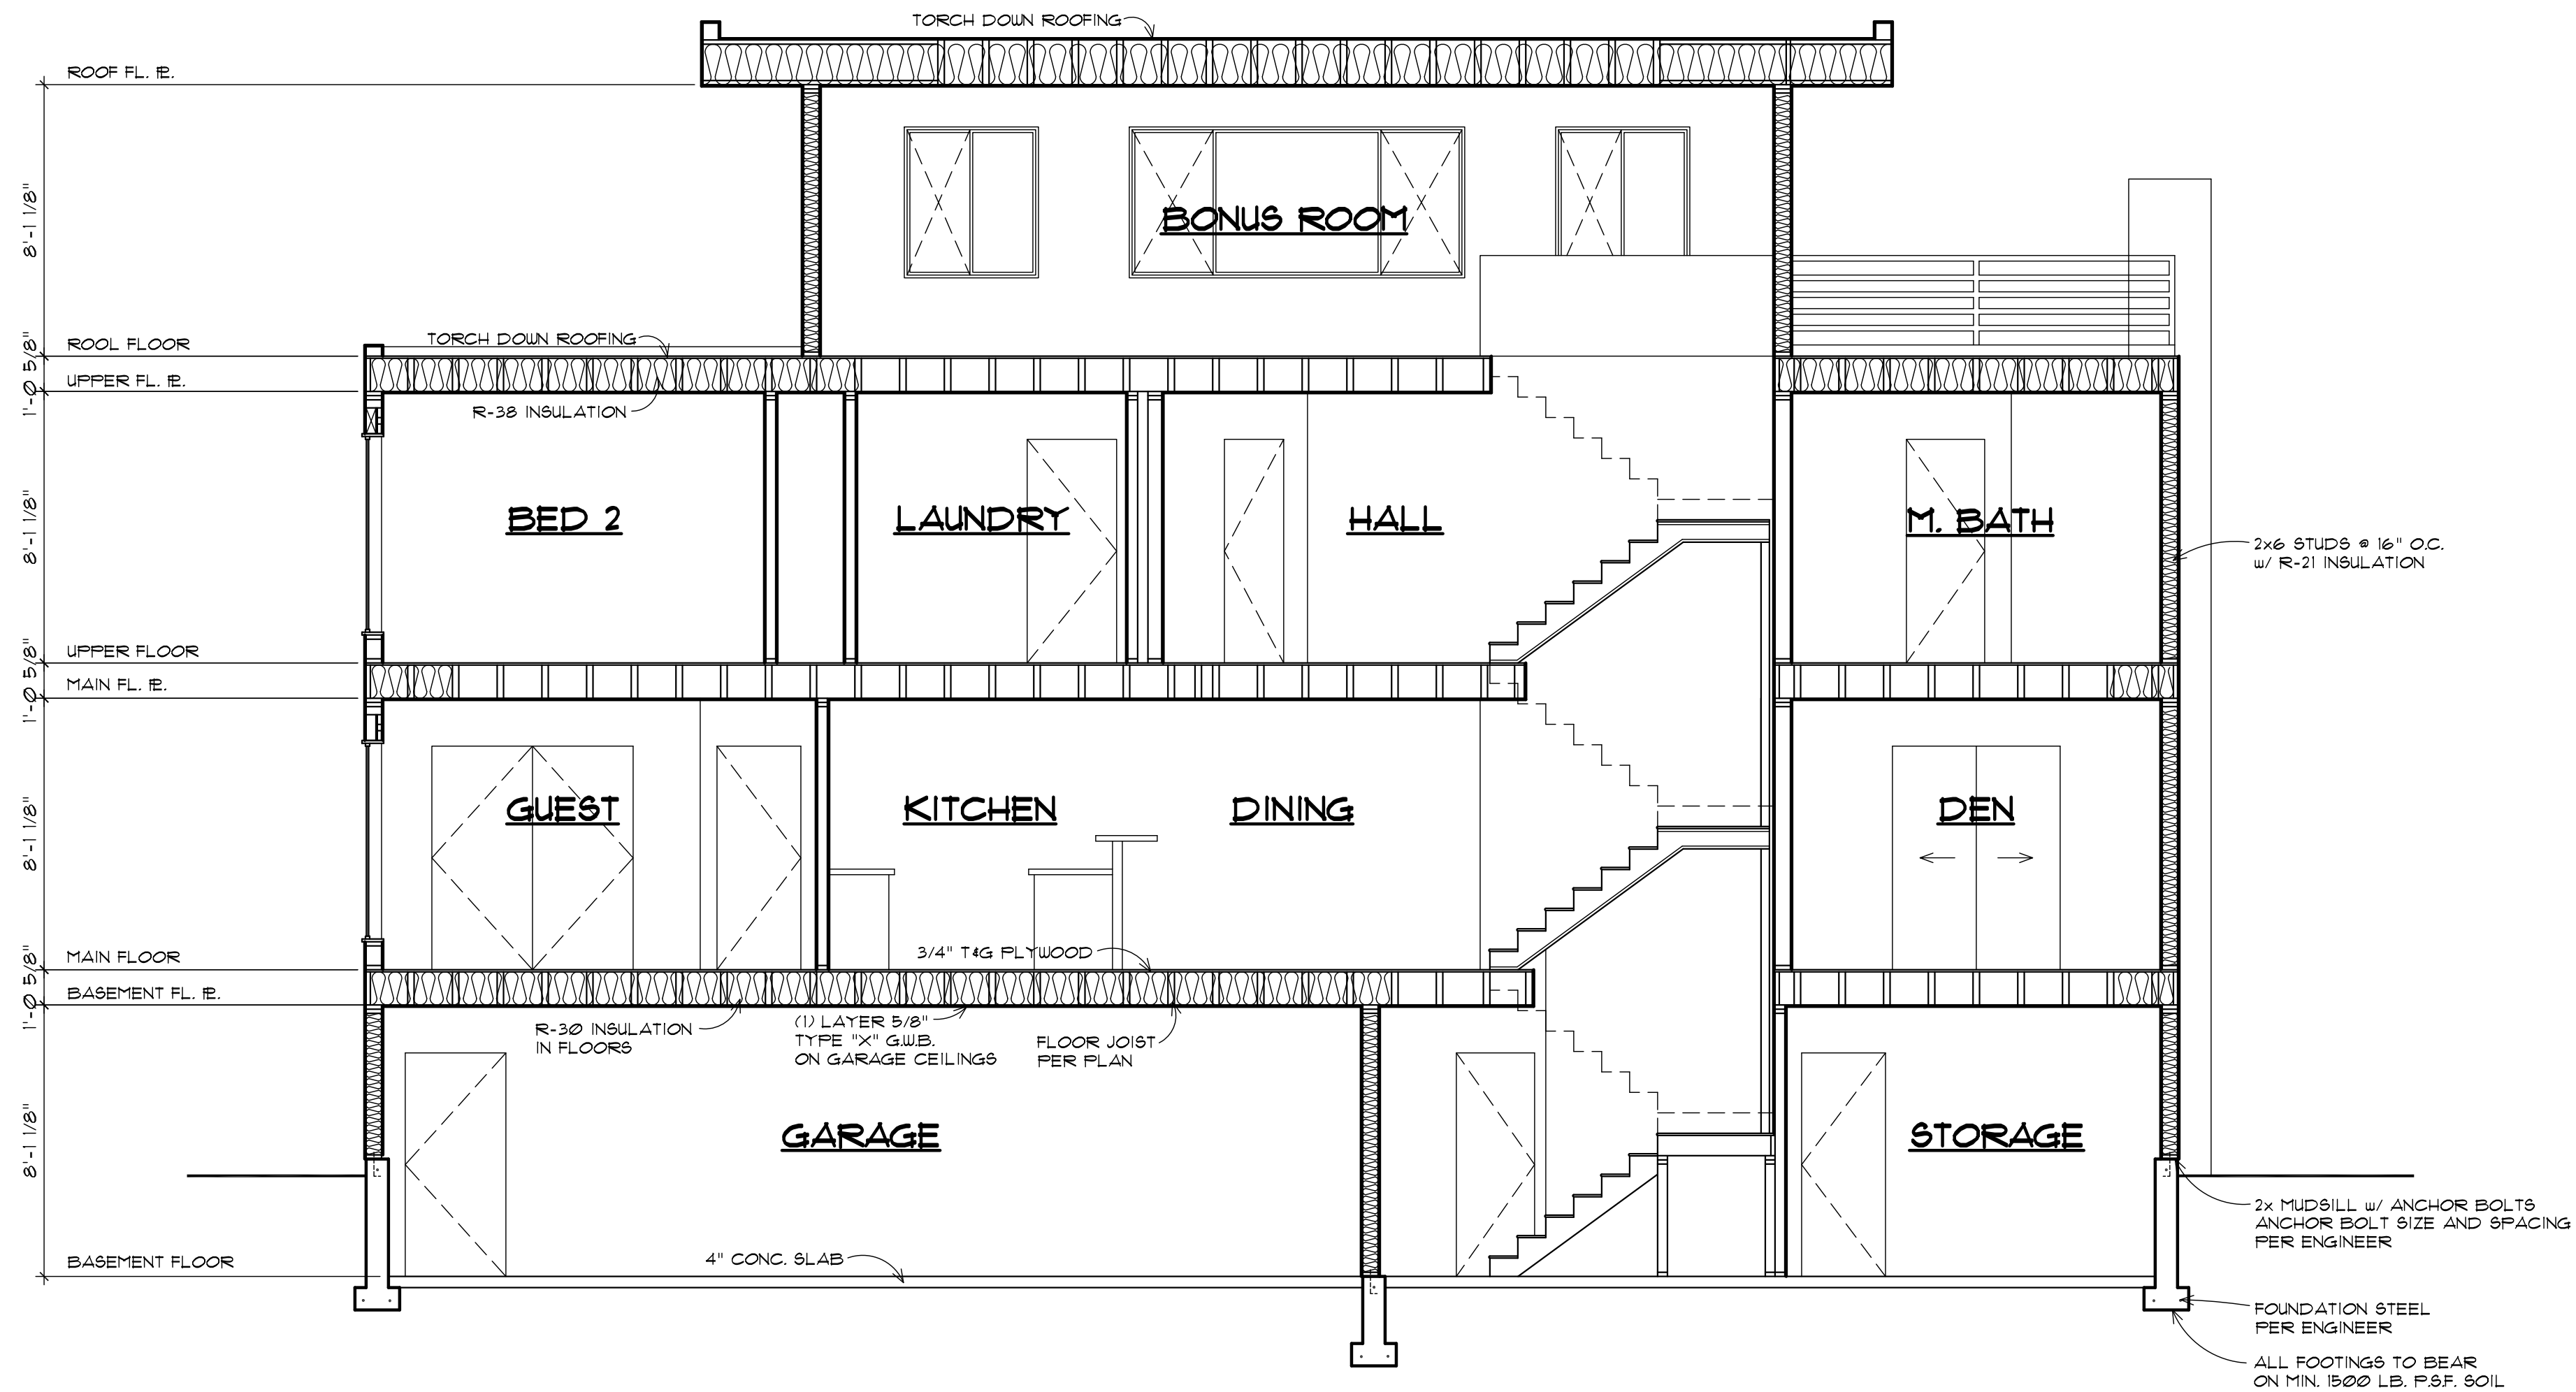 TORCH DOWN ROOFING
ROOF FL. PL.
8'-1 1/8"
BONUS ROOM
ROOL FLOOR
TORCH DOWN ROOFING
1'-0 5/8"
UPPER FL. PL.
R-38 INSULATION
8'-1 1/8"
BED 2
LAUNDRY
HALL
M. BATH
2x6 STUDS @ 16" O.C.
w/ R-21 INSULATION
UPPER FLOOR
1'-0 5/8"
MAIN FL. PL.
8'-1 1/8"
GUEST
KITCHEN
DINING
DEN
MAIN FLOOR
3/4" T&G PLYWOOD
1'-0 5/8"
BASEMENT FL. PL.
R-30 INSULATION
IN FLOORS
(1) LAYER 5/8"
TYPE "X" G.W.B.
ON GARAGE CEILINGS
FLOOR JOIST
PER PLAN
8'-1 1/8"
GARAGE
STORAGE
2x MUDSILL w/ ANCHOR BOLTS
ANCHOR BOLT SIZE AND SPACING
PER ENGINEER
BASEMENT FLOOR
4" CONC. SLAB
FOUNDATION STEEL
PER ENGINEER
ALL FOOTINGS TO BEAR
ON MIN. 1500 LB. P.S.F. SOIL